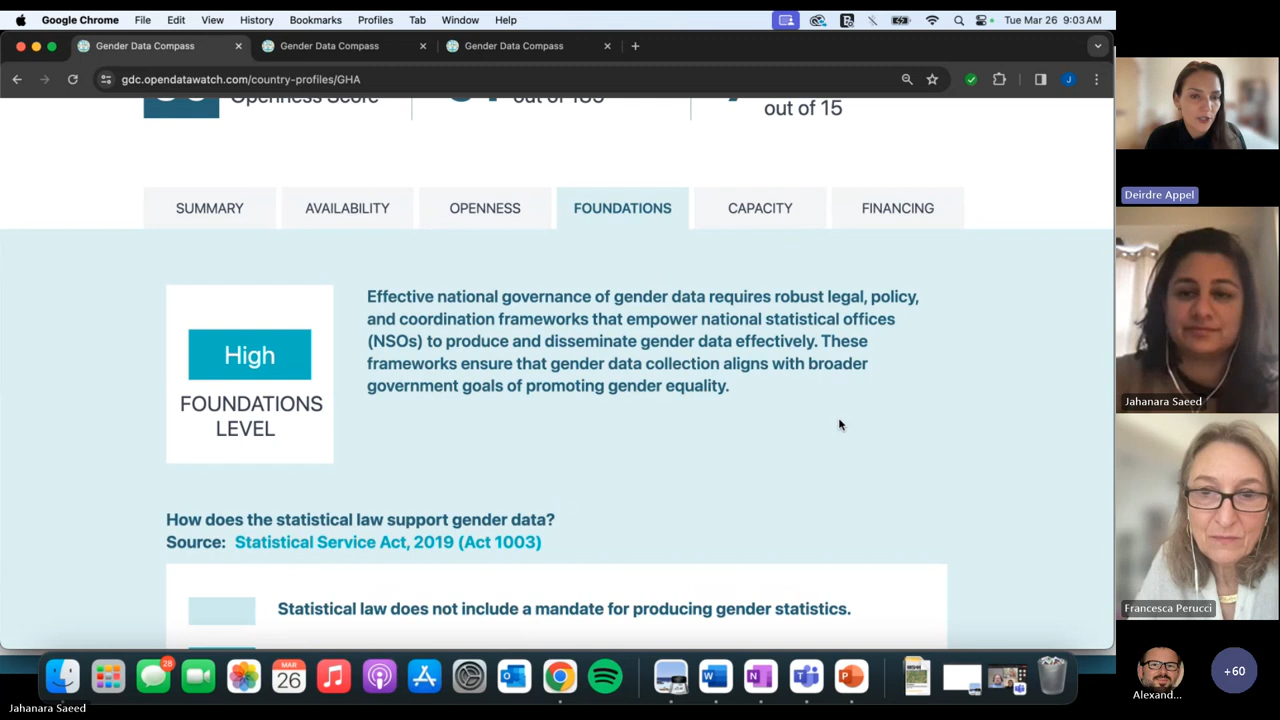 Google Chrome File Edit View History Bookmarks Profiles Tab Window Help Tue Mar 26 9:03 AM
Gender Data Compass Gender Data Compass Gender Data Compass
gdc.opendatawatch.com/country-profiles/GHA
Openness Score
out of 15
SUMMARY AVAILABILITY OPENNESS FOUNDATIONS CAPACITY FINANCING
High
FOUNDATIONS
LEVEL
Effective national governance of gender data requires robust legal, policy,
and coordination frameworks that empower national statistical offices
(NSOs) to produce and disseminate gender data effectively. These
frameworks ensure that gender data collection aligns with broader
government goals of promoting gender equality.
How does the statistical law support gender data?
Source: Statistical Service Act, 2019 (Act 1003)
Statistical law does not include a mandate for producing gender statistics.
28
MAR
26
Jahanara Saeed
Deirdre Appel
Jahanara Saeed
Francesca Perucci
Alexand...
+60